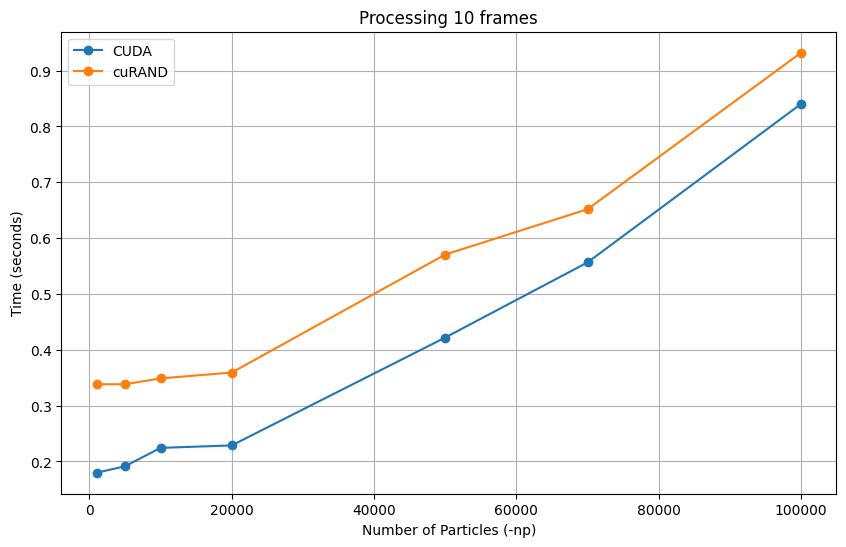 Processing 10 frames
CUDA
cuRAND
Time (seconds)
0.9
0.8
0.7
0.6
0.5
0.4
0.3
0.2
0 20000 40000 60000 80000 100000
Number of Particles (-np)